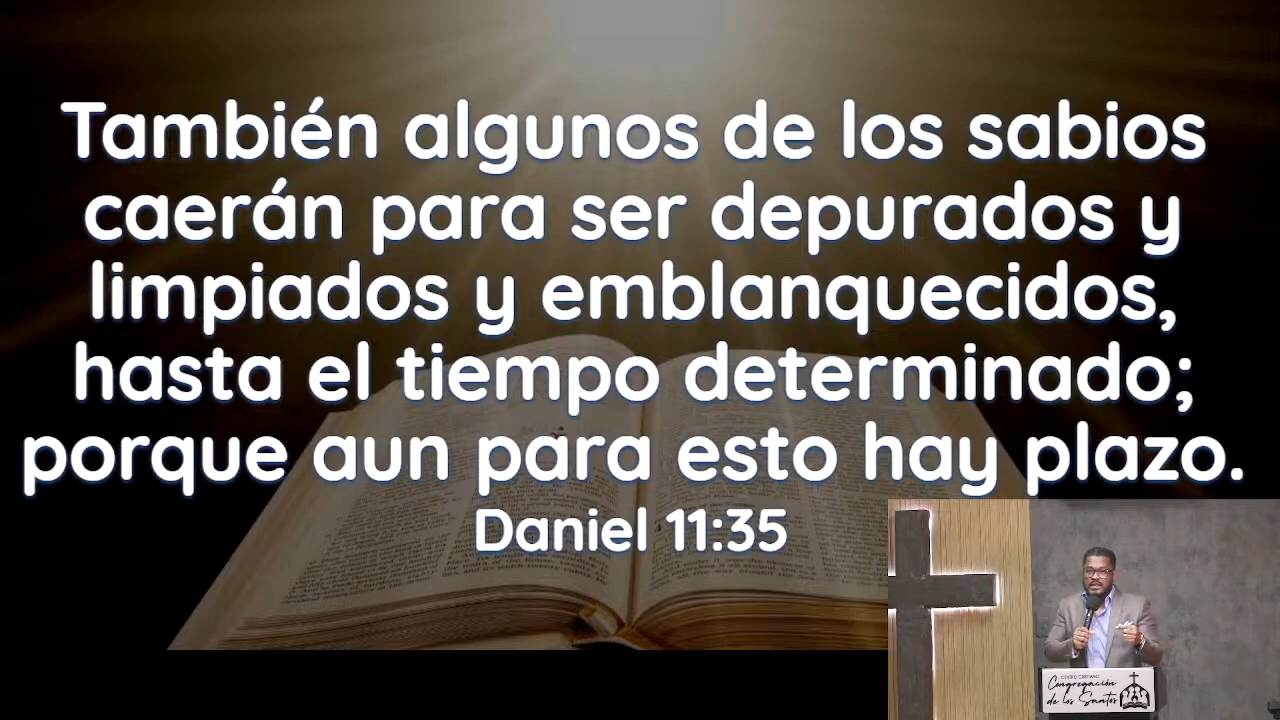 También algunos de los sabios
caerán para ser depurados y
limpiados y emblanquecidos,
hasta el tiempo determinado;
porque aun para esto hay plazo.
Daniel 11:35
Congregación
de los Santos